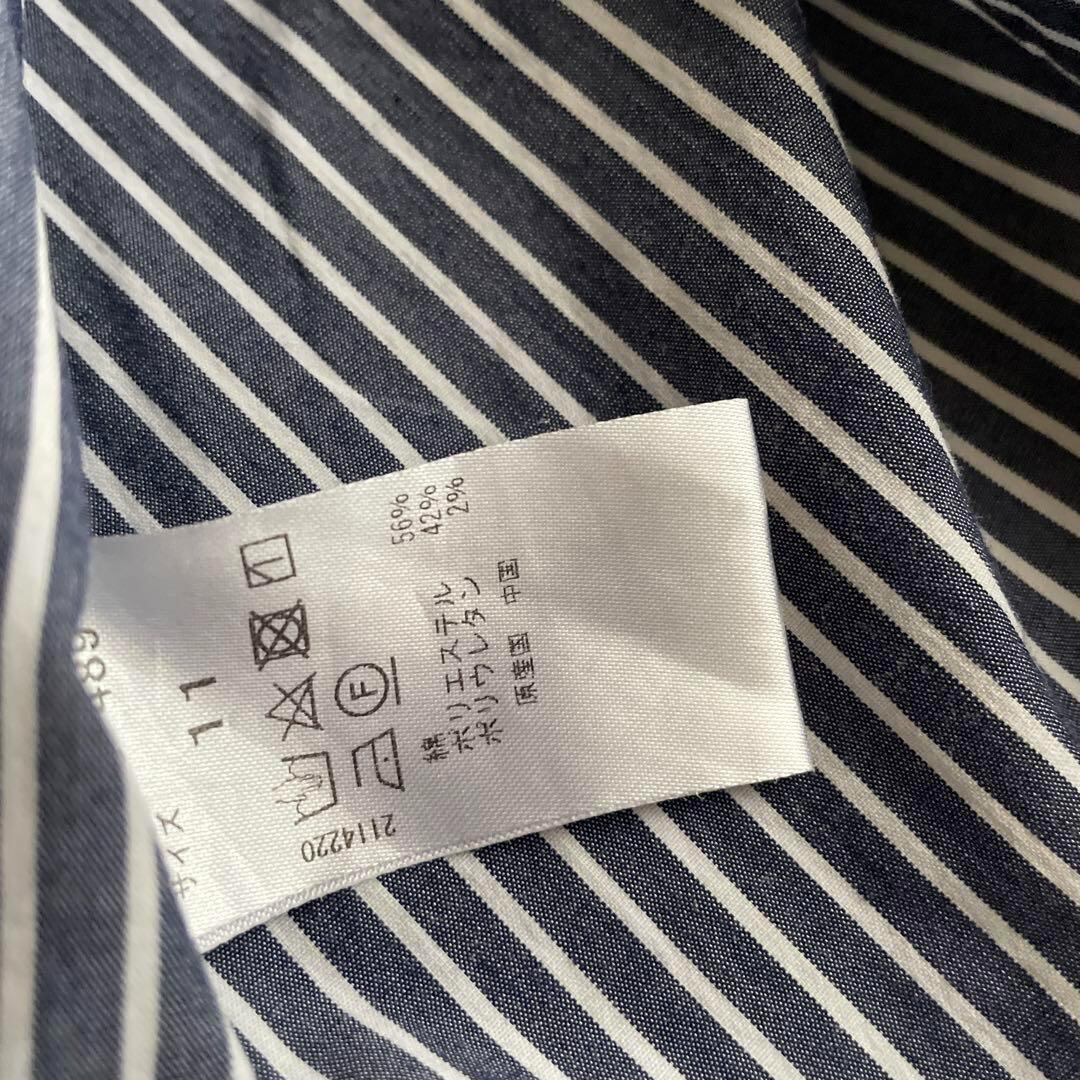 サイズ
11
綿 56%
ポリエステル 42%
ポリウレタン 2%
原産国 中国
F
2114220